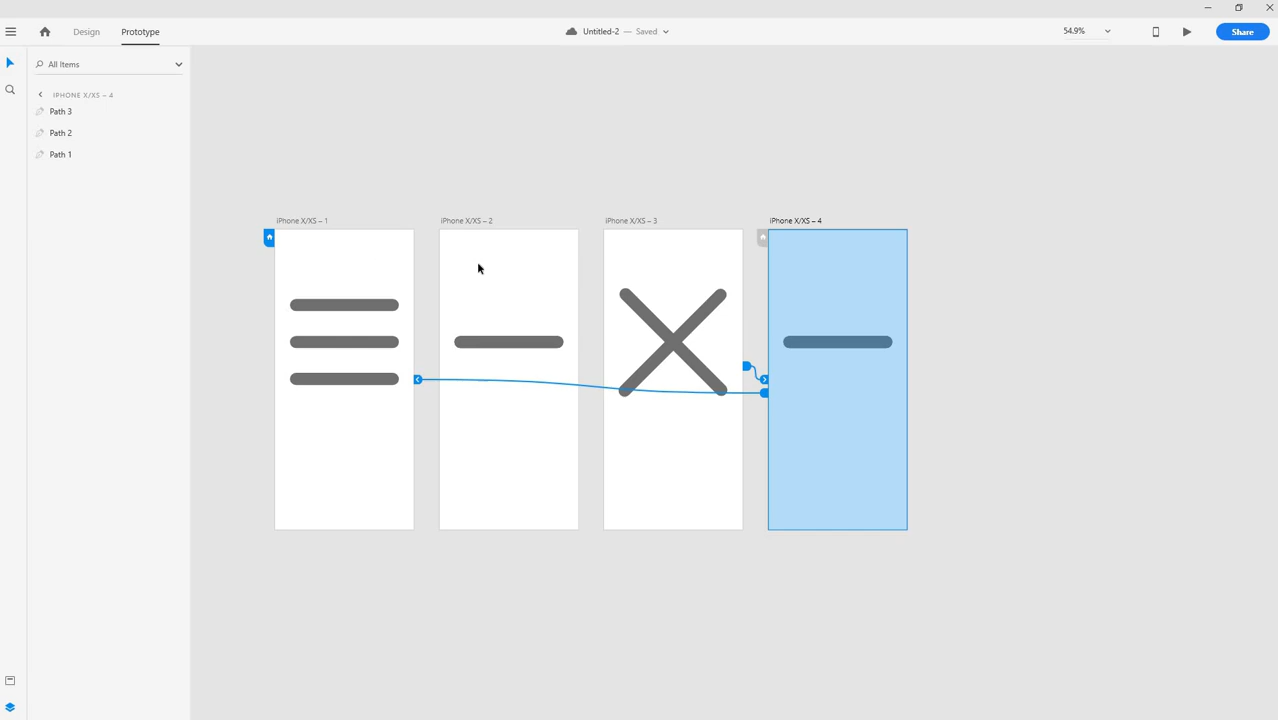 Design
Prototype
Untitled-2 — Saved
54.9%
Share
All Items
IPHONE X/XS – 4
Path 3
Path 2
Path 1
iPhone X/XS – 1
iPhone X/XS – 2
iPhone X/XS – 3
iPhone X/XS – 4